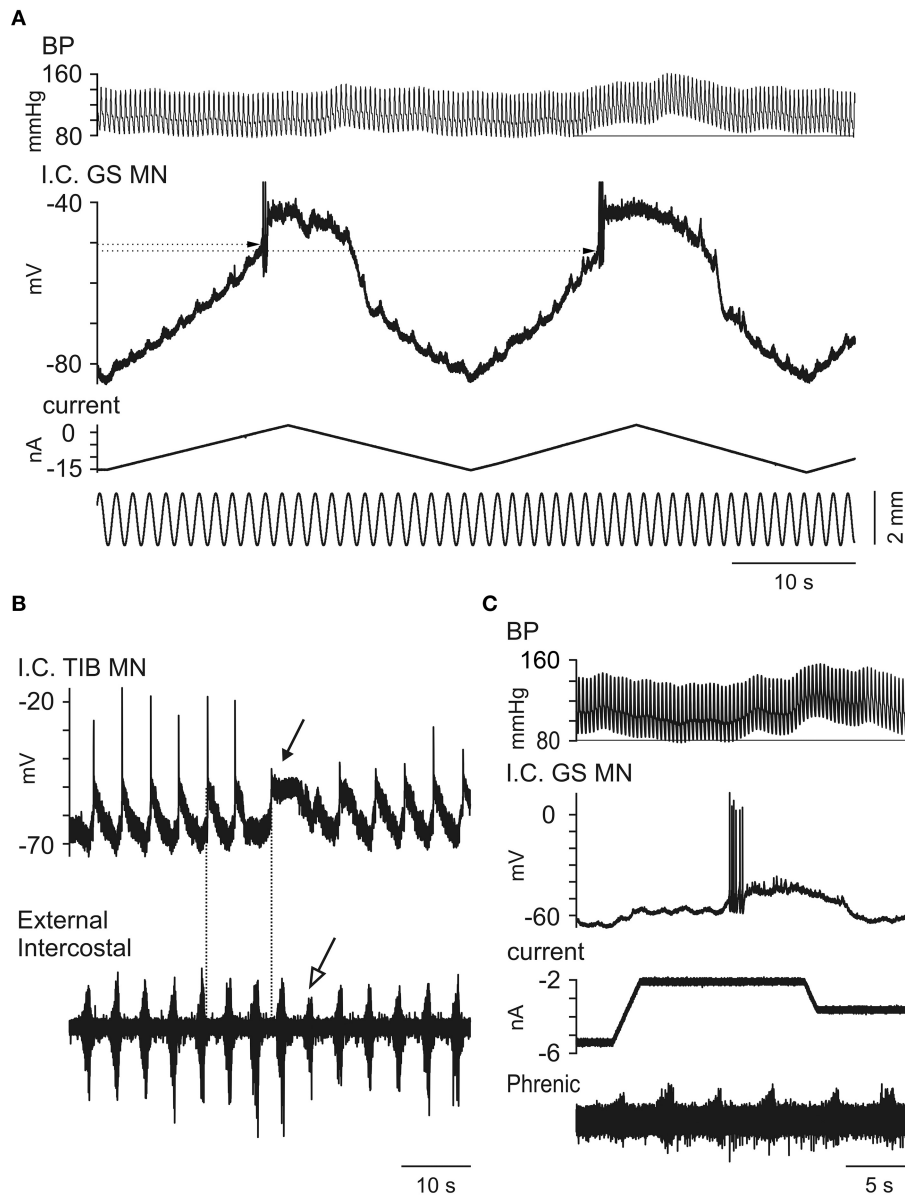 A
BP
160
mmHg
80
I.C. GS MN
-40
mV
-80
current
0
nA
-15
2 mm
10 s
B
I.C. TIB MN
-20
mV
-70
External
Intercostal
10 s
C
BP
160
mmHg
80
I.C. GS MN
0
mV
-60
current
-2
nA
-6
Phrenic
5 s